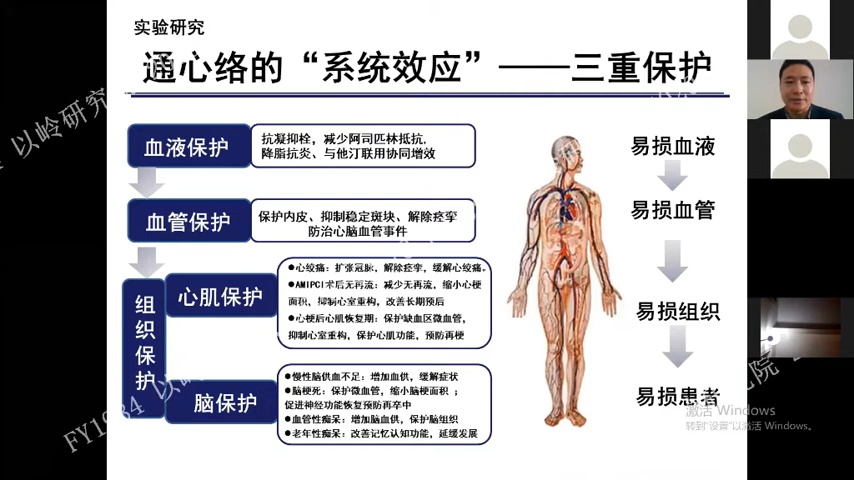 实验研究
通心络的“系统效应”——三重保护
血液保护
抗凝抑栓，减少阿司匹林抵抗，
降脂抗炎、与他汀联用协同增效
血管保护
保护内皮、抑制稳定斑块、解除痉挛
防治心脑血管事件
组织保护
心肌保护
●心绞痛：扩张冠脉，解除痉挛，缓解心绞痛。
●AMIPCI术后无再流：减少无再流，缩小心梗
面积，抑制心室重构，改善长期预后
●心梗后心肌恢复期：保护缺血区微血管，
抑制心室重构，保护心肌功能，预防再梗
脑保护
●慢性脑供血不足：增加血供，缓解症状
●脑梗死：保护微血管，缩小脑梗面积；
促进神经功能恢复预防再卒中
●血管性痴呆：增加脑血供，保护脑组织
●老年性痴呆：改善记忆认知功能，延缓发展
易损血液
易损血管
易损组织
易损患者
激活 Windows
转到“设置”以激活 Windows。
以岭研究
FY1984 以岭
究院